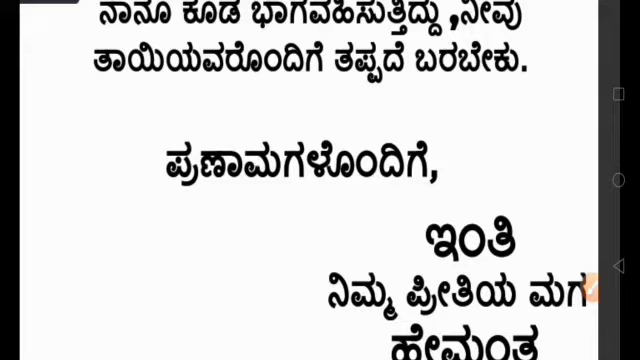 ನಾನೂ ಕೂಡ ಭಾಗವಹಿಸುತ್ತಿದ್ದು ,ನೀವು
ತಾಯಿಯವರೊಂದಿಗೆ ತಪ್ಪದೆ ಬರಬೇಕು.
ಪ್ರಣಾಮಗಳೊಂದಿಗೆ,
ಇಂತಿ
ನಿಮ್ಮ ಪ್ರೀತಿಯ ಮಗ
ಹೇಮಂತ